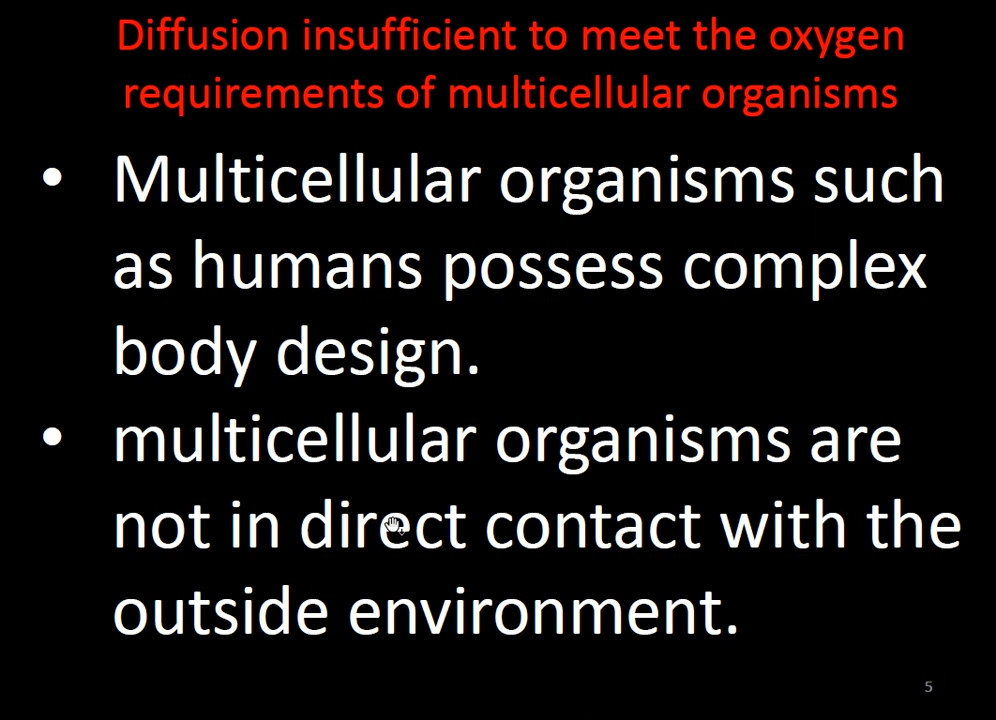 Diffusion insufficient to meet the oxygen
requirements of multicellular organisms
• Multicellular organisms such
as humans possess complex
body design.
• multicellular organisms are
not in direct contact with the
outside environment.
5